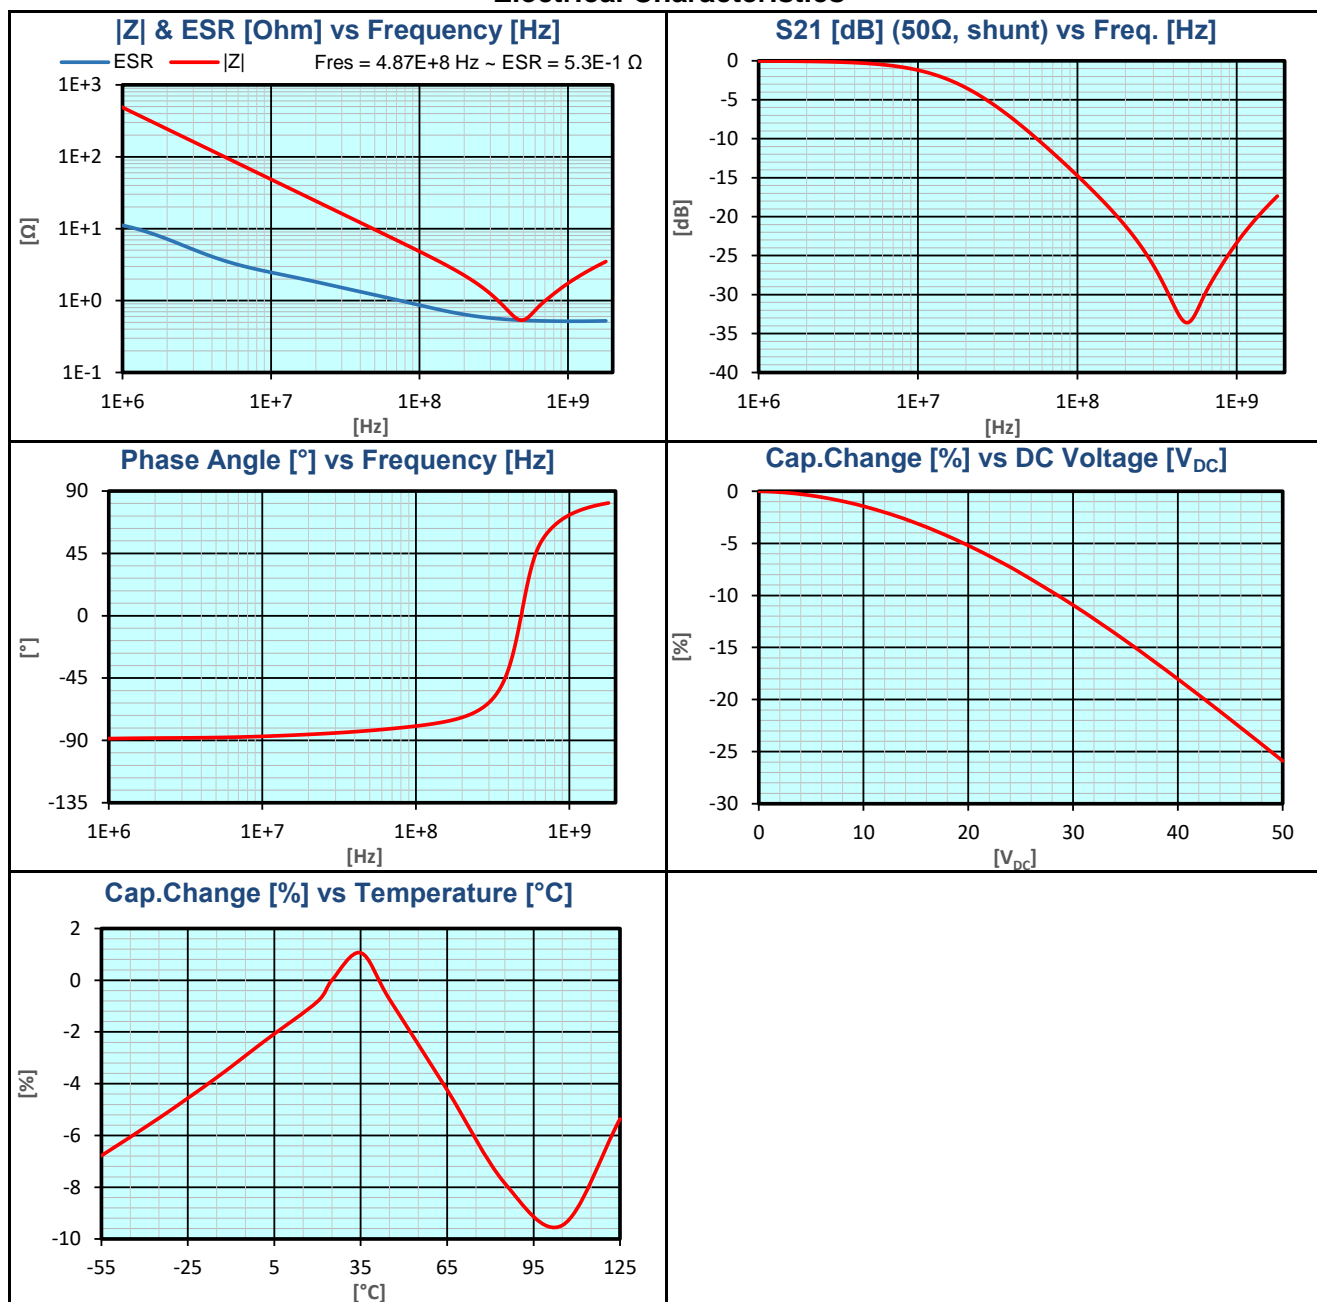 Electrical Characteristics
|Z| & ESR [Ohm] vs Frequency [Hz]
ESR |Z| Fres = 4.87E+8 Hz ~ ESR = 5.3E-1 Ω
1E+3
1E+2
1E+1
1E+0
1E-1
[Ω]
1E+6 1E+7 1E+8 1E+9
[Hz]
S21 [dB] (50Ω, shunt) vs Freq. [Hz]
0
-5
-10
-15
-20
-25
-30
-35
-40
[dB]
1E+6 1E+7 1E+8 1E+9
[Hz]
Phase Angle [°] vs Frequency [Hz]
90
45
0
-45
-90
-135
[°]
1E+6 1E+7 1E+8 1E+9
[Hz]
Cap.Change [%] vs DC Voltage [VDC]
0
-5
-10
-15
-20
-25
-30
[%]
0 10 20 30 40 50
[VDC]
Cap.Change [%] vs Temperature [°C]
2
0
-2
-4
-6
-8
-10
[%]
-55 -25 5 35 65 95 125
[°C]